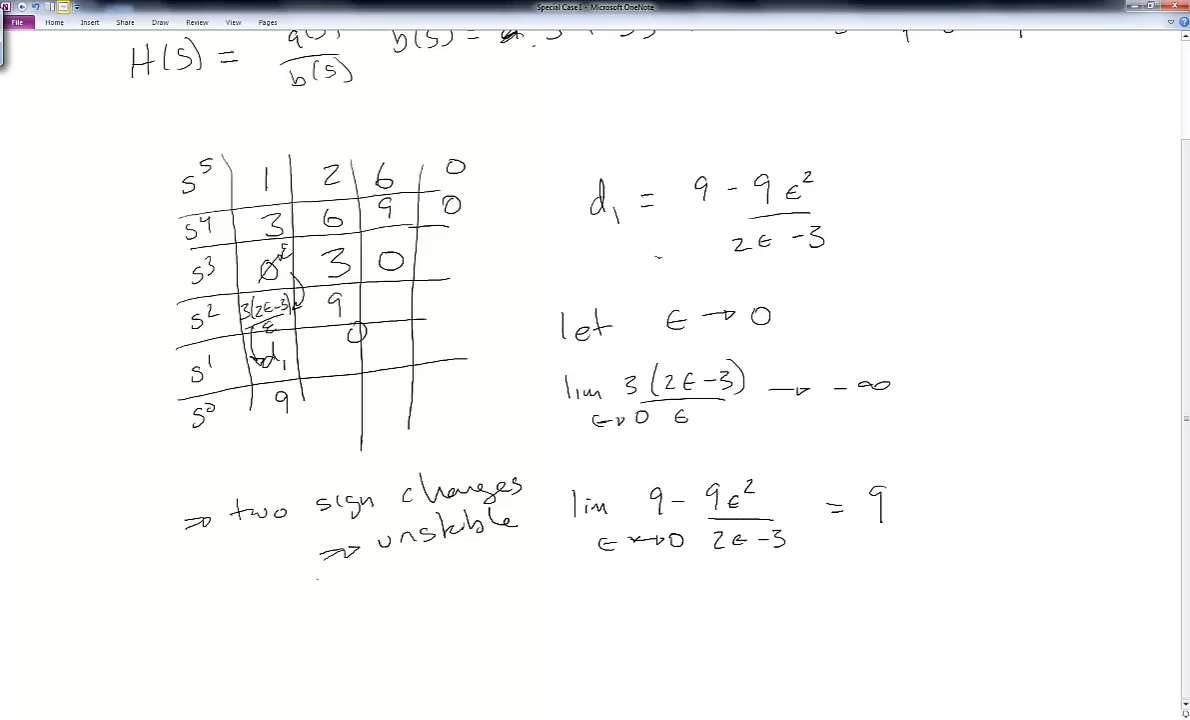 Special Case I - Microsoft OneNote
File Home Insert Share Draw Review View Pages
H(s) = b(s) b(s) =
s⁵ 1 2 6 0
s⁴ 3 6 9 0
s³ 0 ε 3 0
s² 3(2ε-3)/ε 9
s¹ d₁ 0
s⁰ 9
⇒ two sign changes
⇒ unstable
d₁ = 9 - 9ε²/(2ε-3)
let ε → 0
lim ε→0 3(2ε-3)/ε → -∞
lim ε→0 9 - 9ε²/(2ε-3) = 9